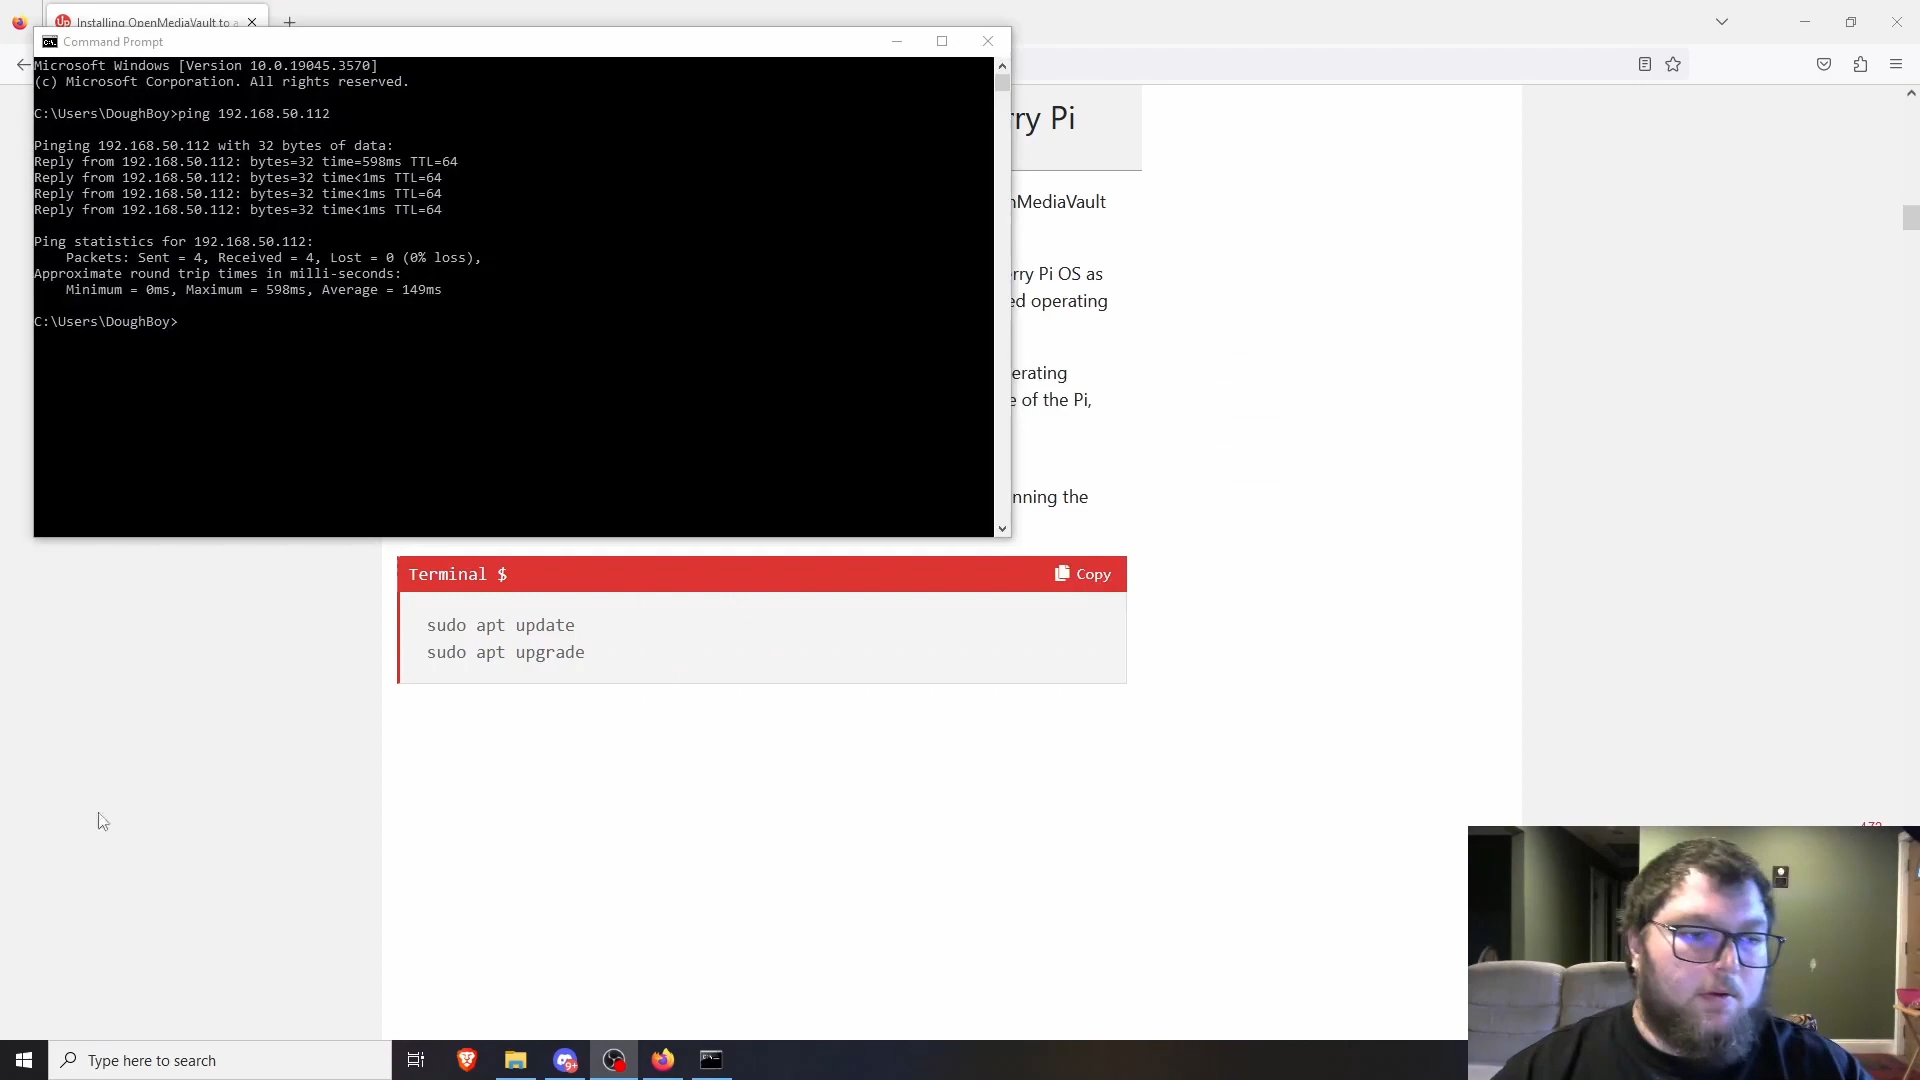 Installing OpenMediaVault to a
Command Prompt
Microsoft Windows [Version 10.0.19045.3570]
(c) Microsoft Corporation. All rights reserved.
C:\Users\DoughBoy>ping 192.168.50.112
Pinging 192.168.50.112 with 32 bytes of data:
Reply from 192.168.50.112: bytes=32 time=598ms TTL=64
Reply from 192.168.50.112: bytes=32 time<1ms TTL=64
Reply from 192.168.50.112: bytes=32 time<1ms TTL=64
Reply from 192.168.50.112: bytes=32 time<1ms TTL=64
Ping statistics for 192.168.50.112:
Packets: Sent = 4, Received = 4, Lost = 0 (0% loss),
Approximate round trip times in milli-seconds:
Minimum = 0ms, Maximum = 598ms, Average = 149ms
C:\Users\DoughBoy>
rry Pi
nMediaVault
rry Pi OS as
ed operating
erating
e of the Pi,
nning the
Terminal $
Copy
sudo apt update
sudo apt upgrade
Type here to search